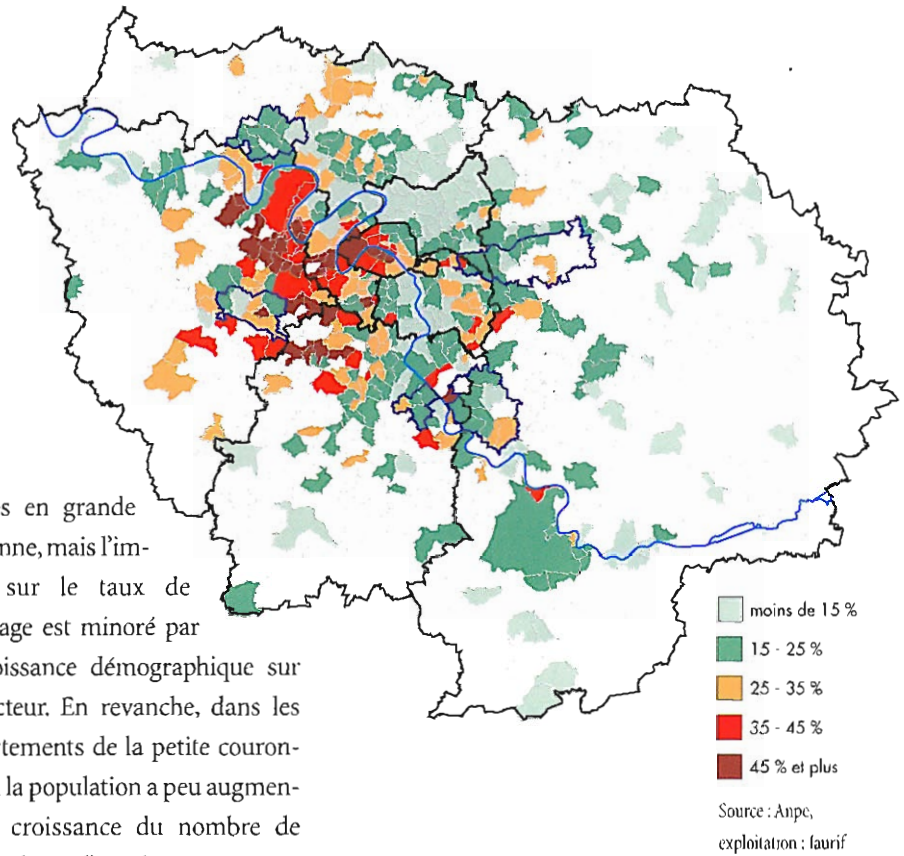 s en grande
nne, mais l'im-
sur le taux de
age est minoré par
issance démographique sur
cteur. En revanche, dans les
tements de la petite couron-
la population a peu augmen-
croissance du nombre de
moins de 15 %
15 - 25 %
25 - 35 %
35 - 45 %
45 % et plus
Source : Anpe,
exploitation : Iaurif